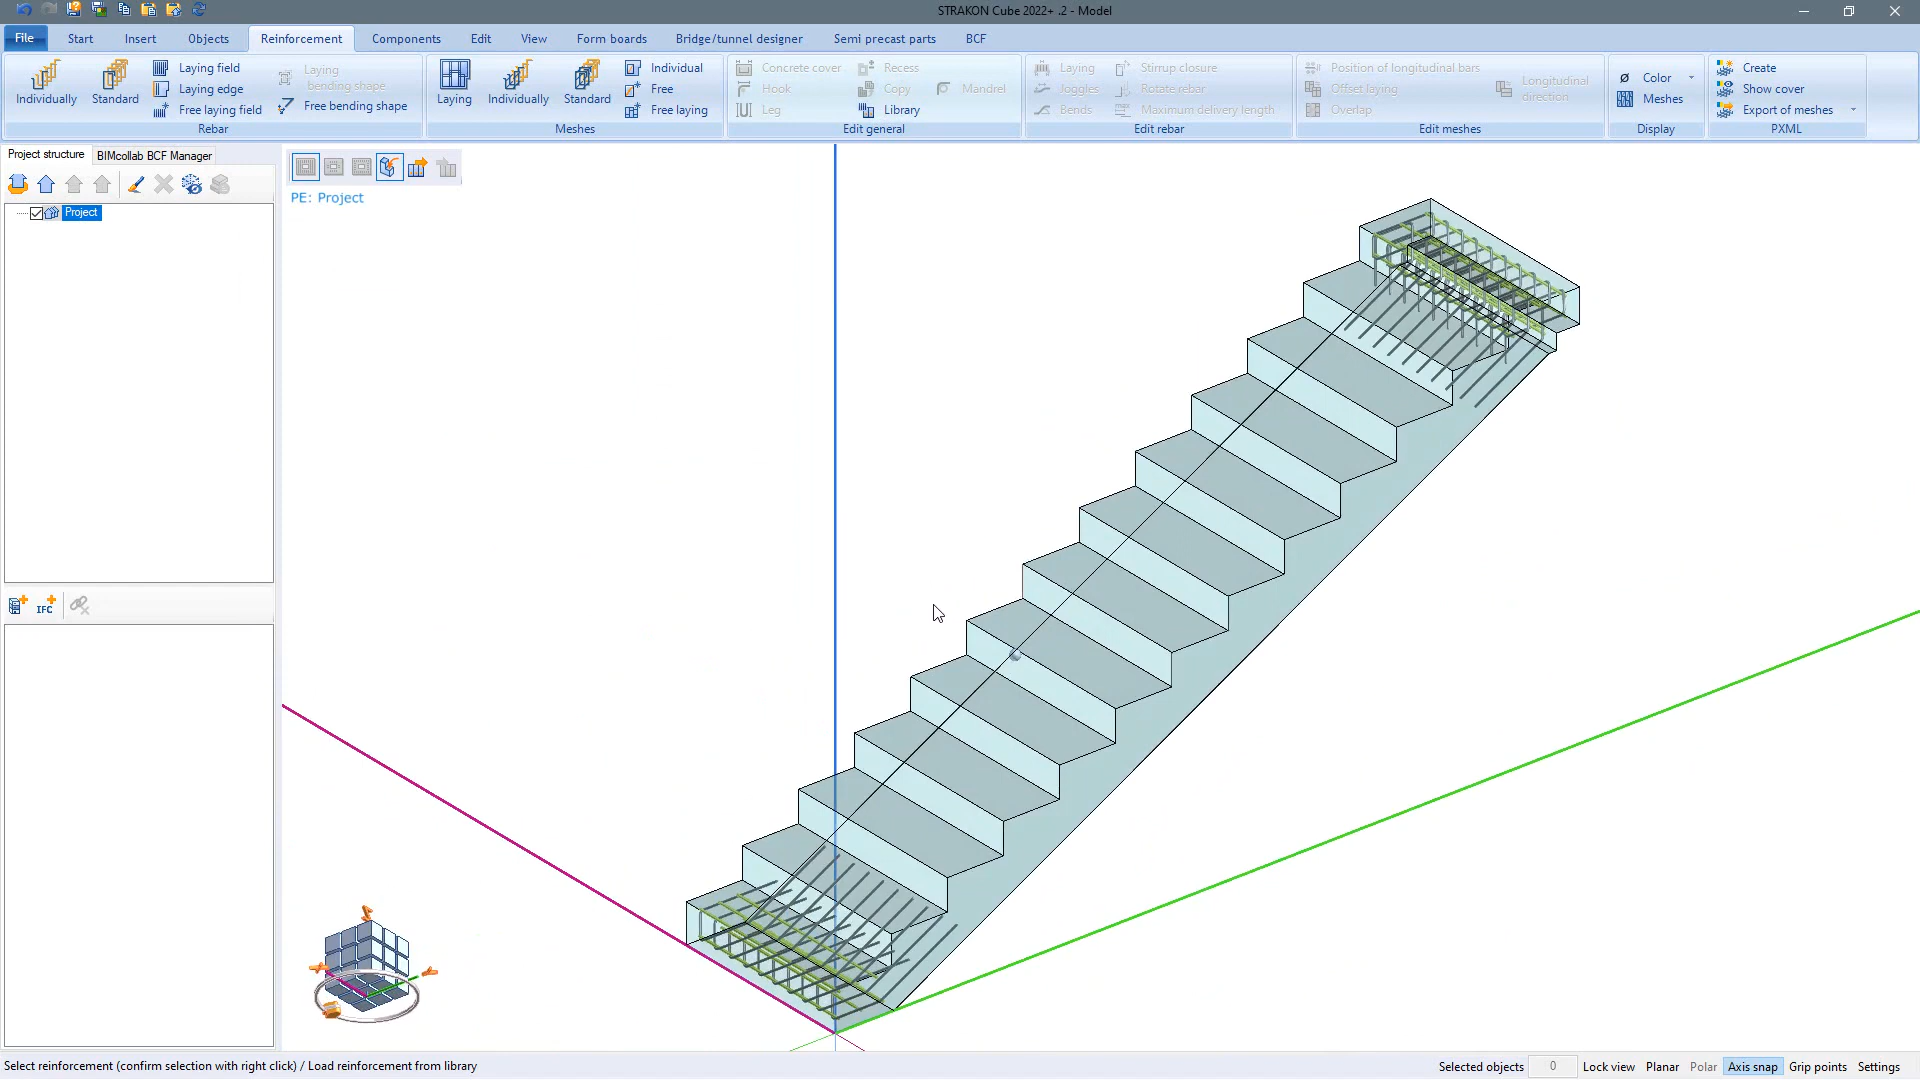 STRAKON Cube 2022+ .2 - Model
File Start Insert Objects Reinforcement Components Edit View Form boards Bridge/tunnel designer Semi precast parts BCF
Individually Standard
Laying field
Laying edge
Free laying field
Laying
bending shape
Free bending shape
Rebar
Laying Individually Standard
Individual
Free
Free laying
Meshes
Concrete cover
Hook
Leg
Recess
Copy
Library
Mandrel
Edit general
Laying
Joggles
Bends
Stirrup closure
Rotate rebar
Maximum delivery length
Edit rebar
Position of longitudinal bars
Offset laying
Overlap
Longitudinal
direction
Edit meshes
Color
Meshes
Display
Create
Show cover
Export of meshes
PXML
Project structure BIMcollab BCF Manager
Project
PE: Project
IFC
Select reinforcement (confirm selection with right click) / Load reinforcement from library
Selected objects 0 Lock view Planar Polar Axis snap Grip points Settings